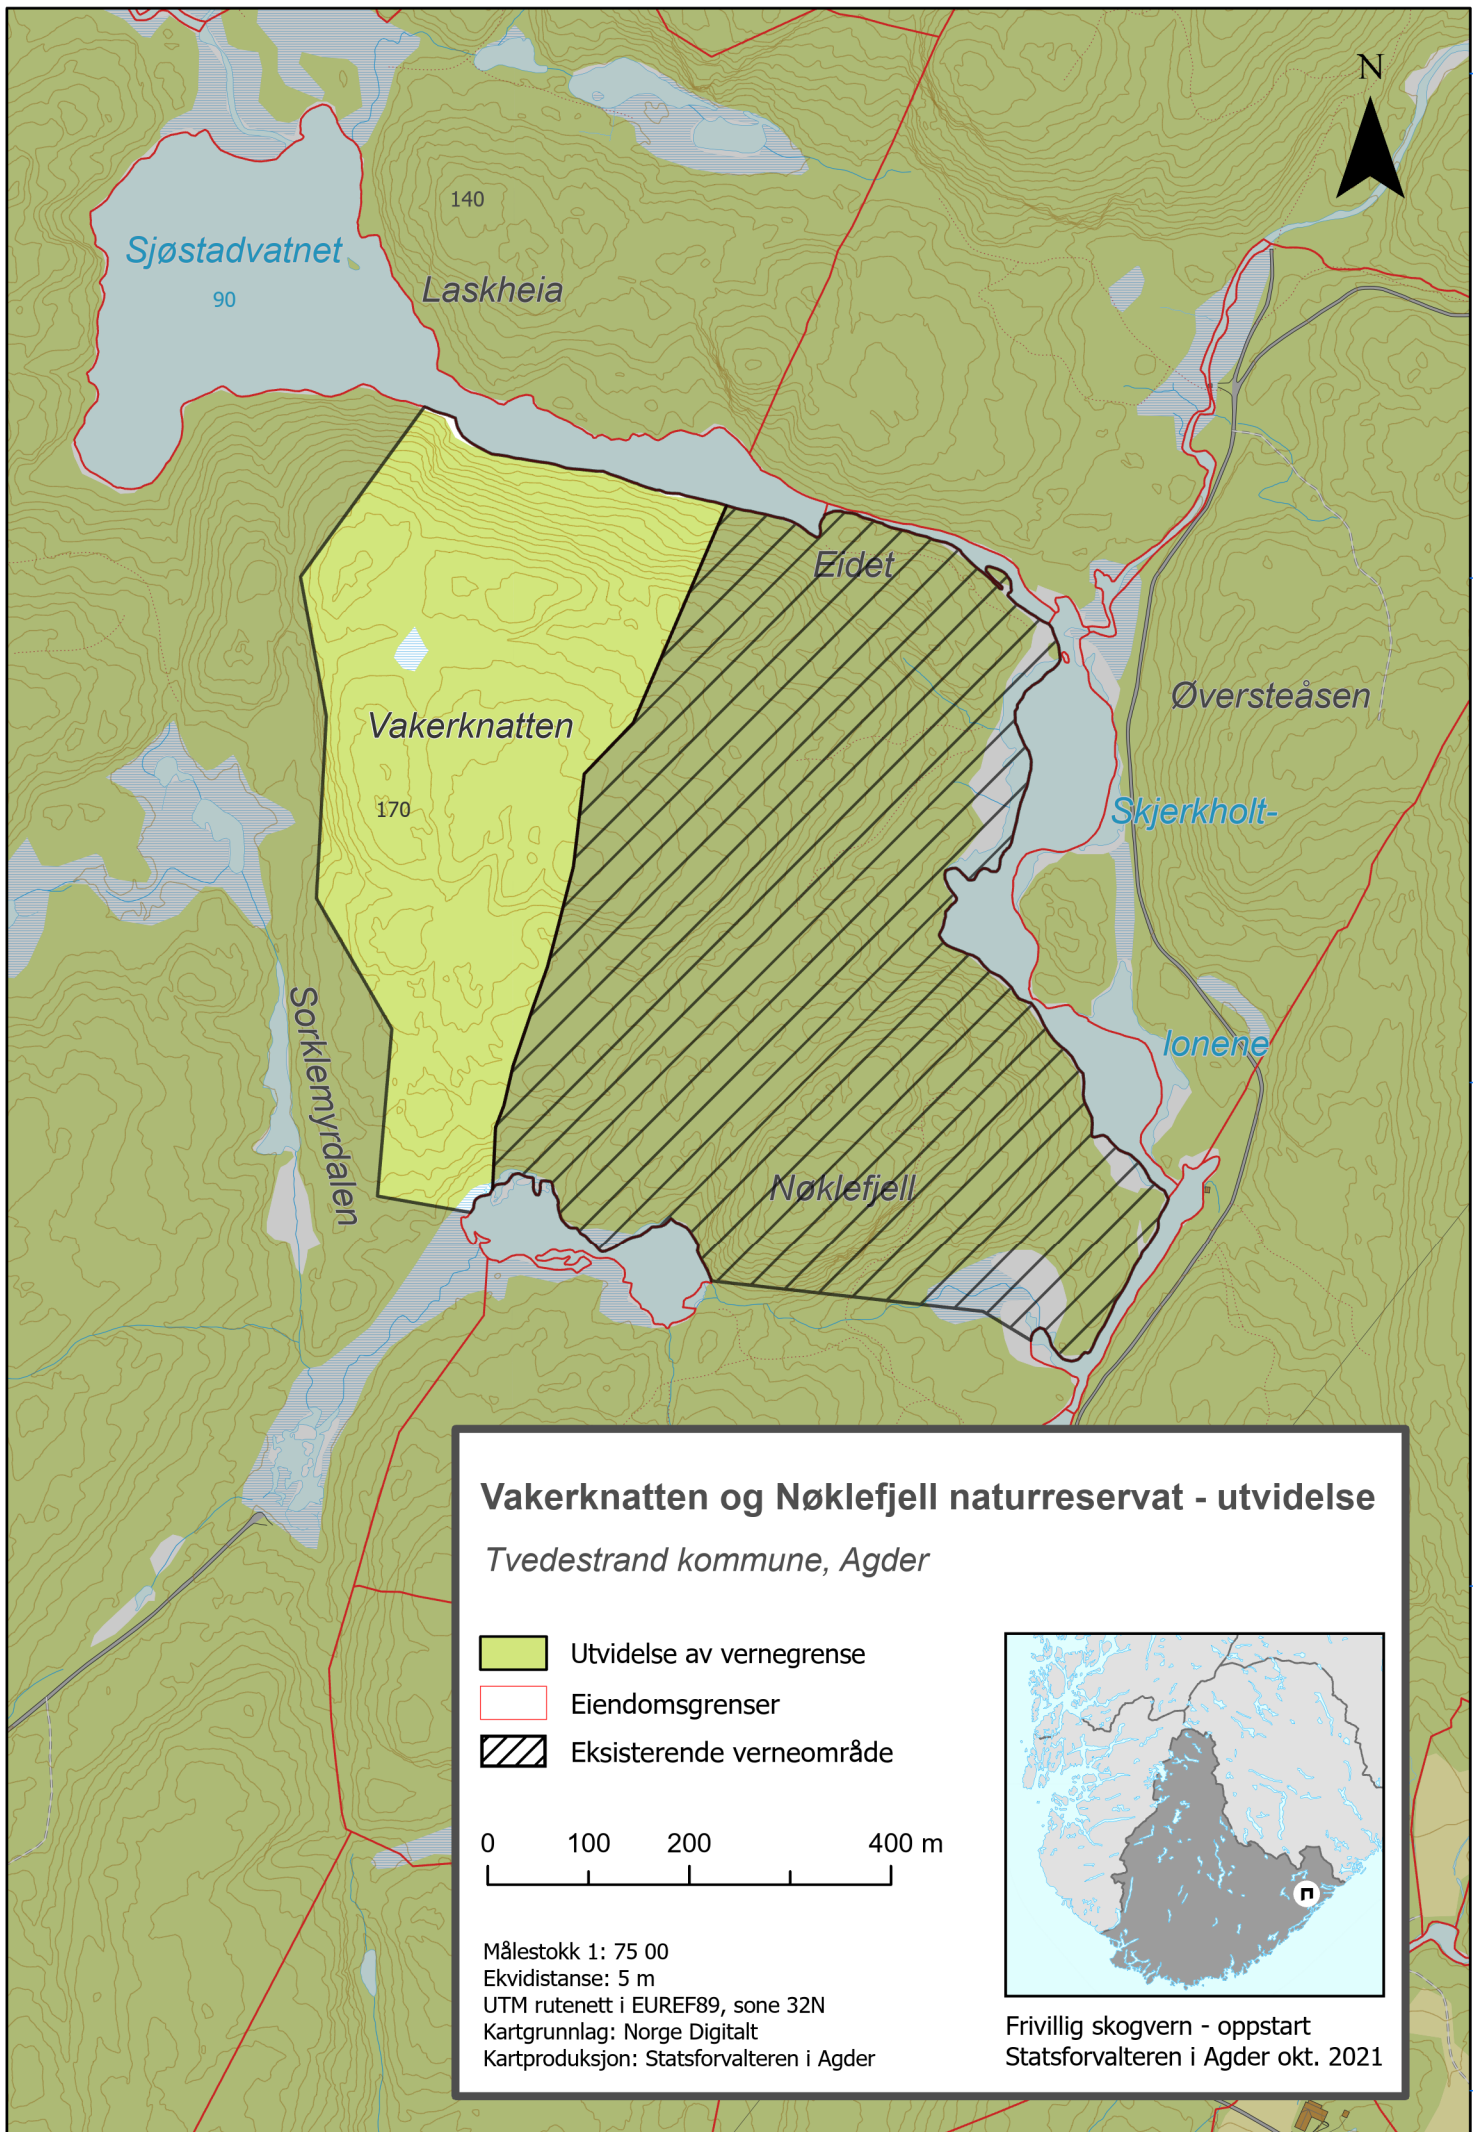 N
140
Sjøstadvatnet
90
Laskheia
Eidet
Øversteåsen
Vakerknatten
170
Skjerkholt-
lonene
Sorklemyrdalen
Nøklefjell
Vakerknatten og Nøklefjell naturreservat - utvidelse
Tvedestrand kommune, Agder
Utvidelse av vernegrense
Eiendomsgrenser
Eksisterende verneområde
0 100 200 400 m
Målestokk 1: 75 00
Ekvidistanse: 5 m
UTM rutenett i EUREF89, sone 32N
Kartgrunnlag: Norge Digitalt
Kartproduksjon: Statsforvalteren i Agder
Frivillig skogvern - oppstart
Statsforvalteren i Agder okt. 2021